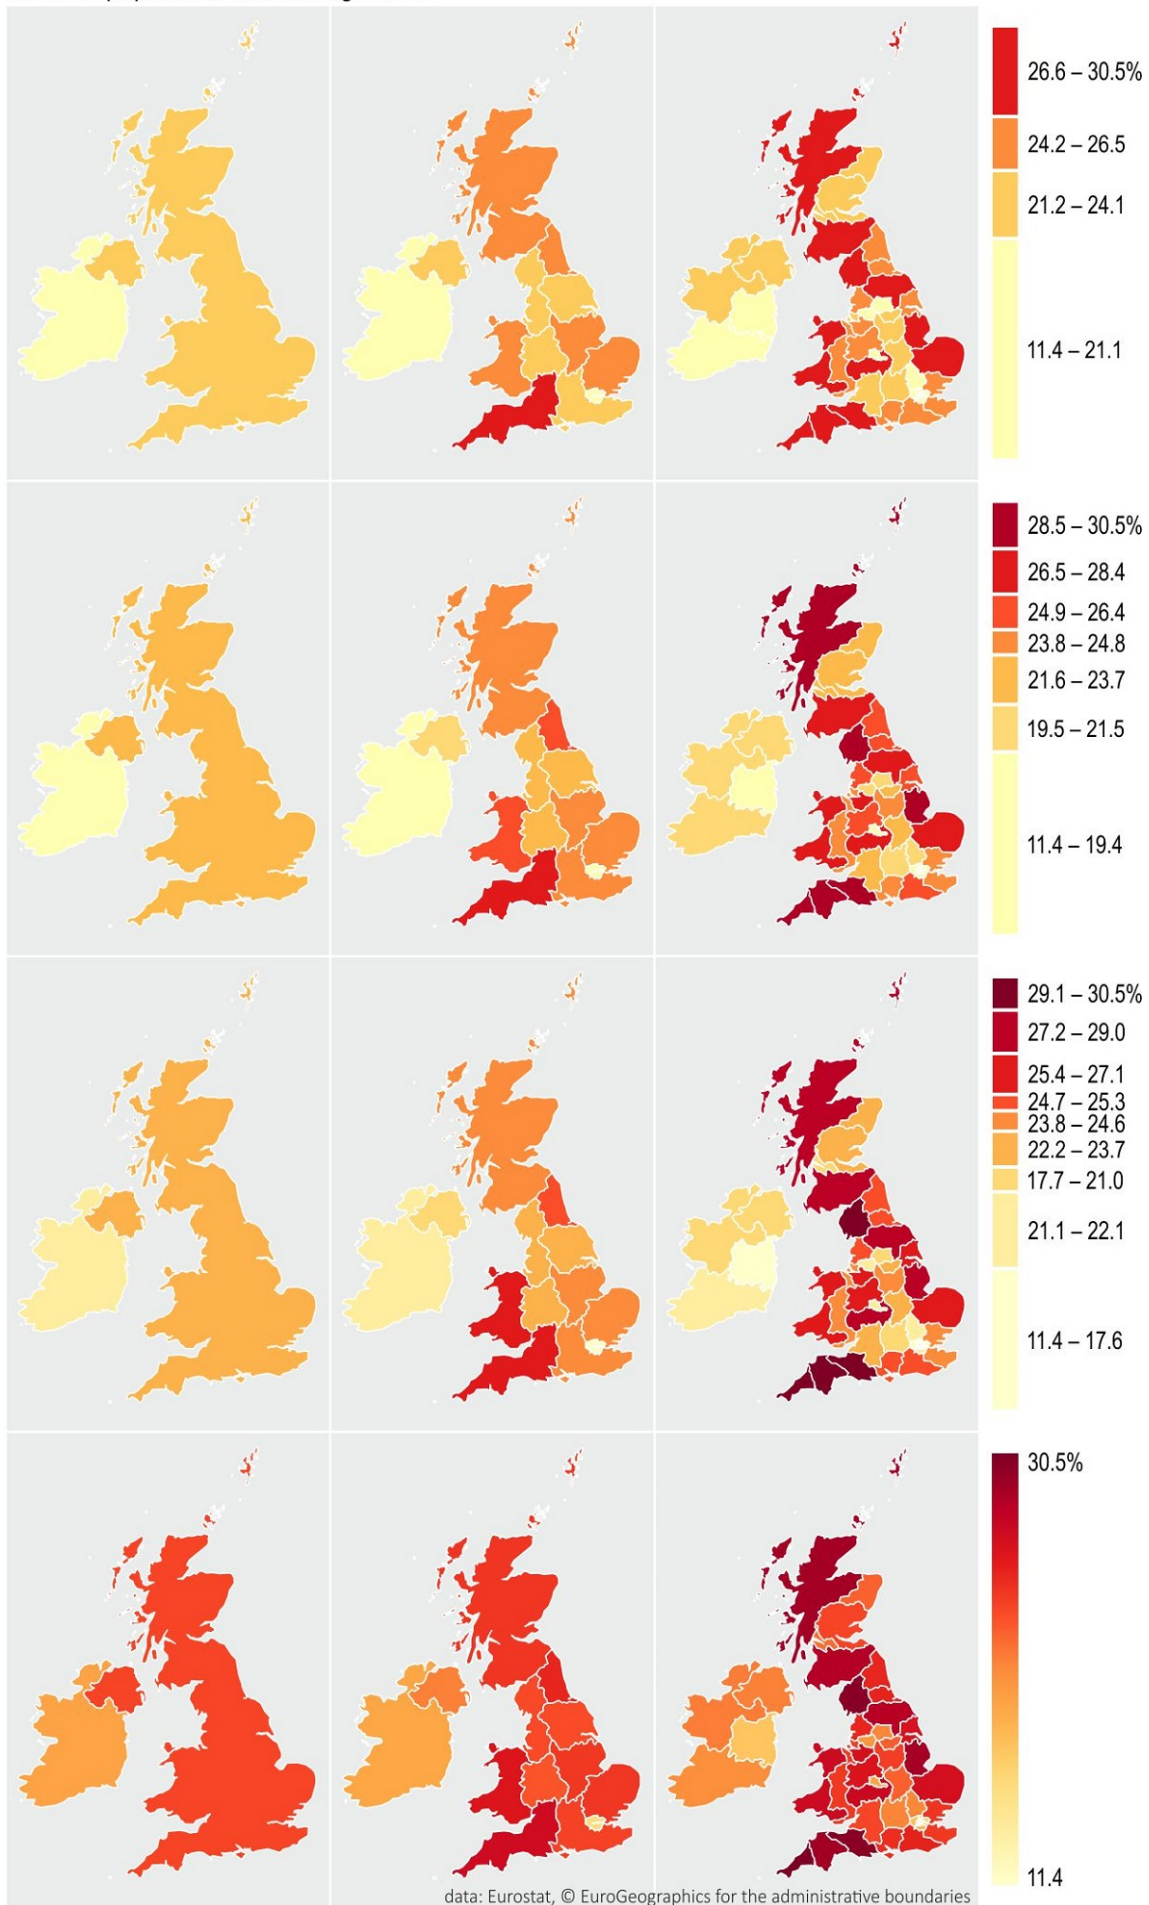 26.6 – 30.5%
24.2 – 26.5
21.2 – 24.1
11.4 – 21.1
28.5 – 30.5%
26.5 – 28.4
24.9 – 26.4
23.8 – 24.8
21.6 – 23.7
19.5 – 21.5
11.4 – 19.4
29.1 – 30.5%
27.2 – 29.0
25.4 – 27.1
24.7 – 25.3
23.8 – 24.6
22.2 – 23.7
17.7 – 21.0
21.1 – 22.1
11.4 – 17.6
30.5%
11.4
data: Eurostat, © EuroGeographics for the administrative boundaries